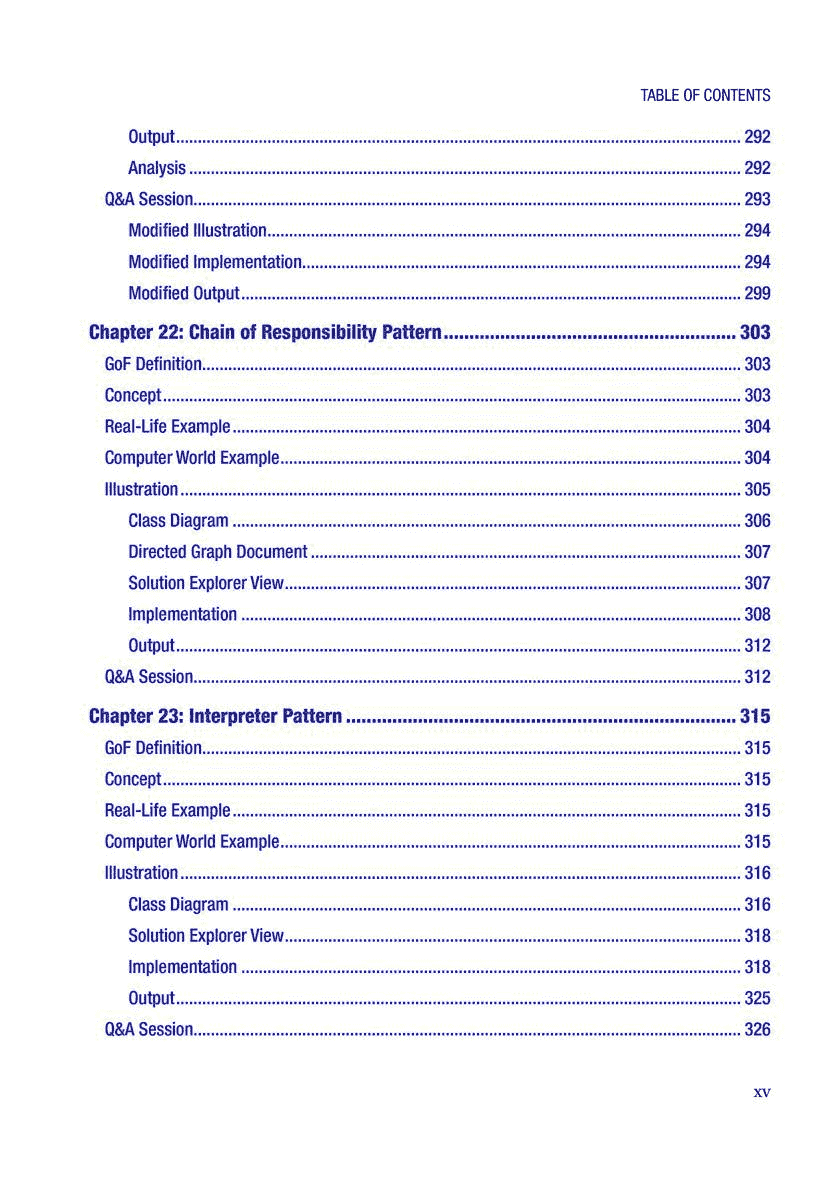 TABLE OF CONTENTS
Output.................................................. 292
Analysis .................................................. 292
Q&A Session.................................................. 293
Modified Illustration.................................................. 294
Modified Implementation.................................................. 294
Modified Output.................................................. 299
Chapter 22: Chain of Responsibility Pattern.................................................. 303
GoF Definition.................................................. 303
Concept.................................................. 303
Real-Life Example .................................................. 304
Computer World Example.................................................. 304
Illustration .................................................. 305
Class Diagram .................................................. 306
Directed Graph Document .................................................. 307
Solution Explorer View.................................................. 307
Implementation .................................................. 308
Output.................................................. 312
Q&A Session.................................................. 312
Chapter 23: Interpreter Pattern .................................................. 315
GoF Definition.................................................. 315
Concept.................................................. 315
Real-Life Example .................................................. 315
Computer World Example.................................................. 315
Illustration .................................................. 316
Class Diagram .................................................. 316
Solution Explorer View.................................................. 318
Implementation .................................................. 318
Output.................................................. 325
Q&A Session.................................................. 326
xv